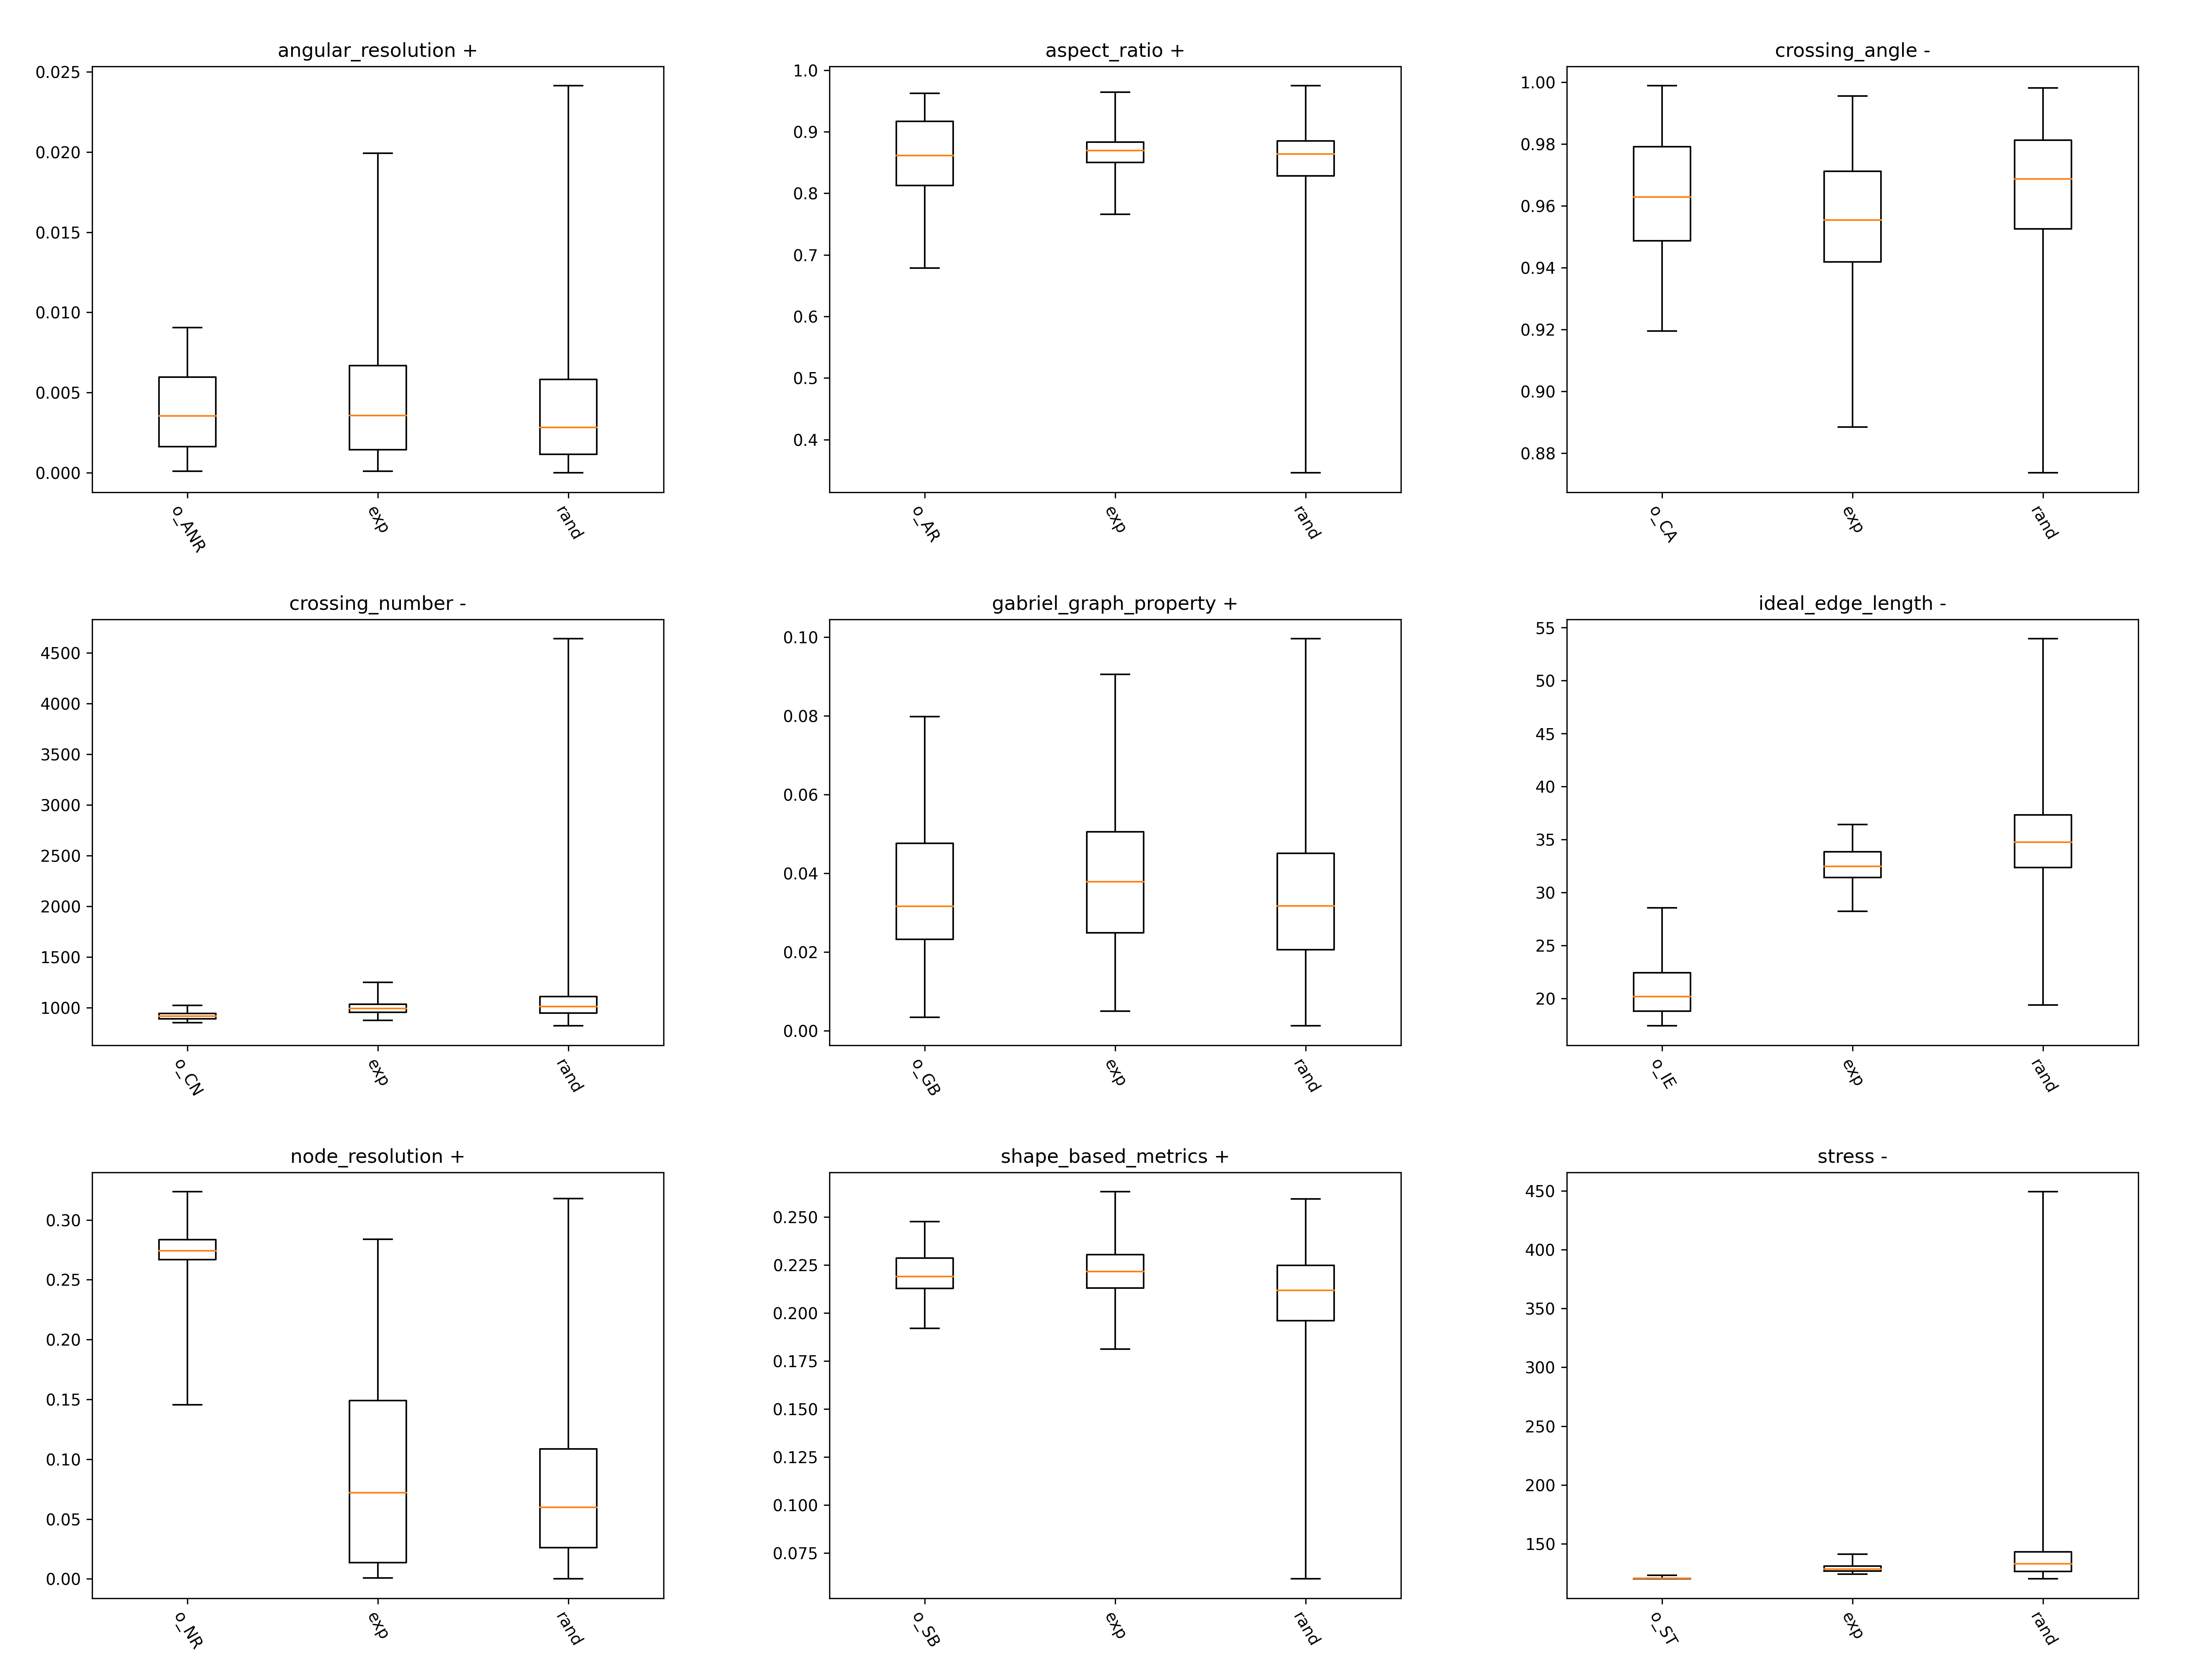 angular_resolution +
0.025
0.020
0.015
0.010
0.005
0.000
o_ANR
exp
rand
aspect_ratio +
1.0
0.9
0.8
0.7
0.6
0.5
0.4
o_AR
exp
rand
crossing_angle -
1.00
0.98
0.96
0.94
0.92
0.90
0.88
o_CA
exp
rand
crossing_number -
4500
4000
3500
3000
2500
2000
1500
1000
o_CN
exp
rand
gabriel_graph_property +
0.10
0.08
0.06
0.04
0.02
0.00
o_GB
exp
rand
ideal_edge_length -
55
50
45
40
35
30
25
20
o_IE
exp
rand
node_resolution +
0.30
0.25
0.20
0.15
0.10
0.05
0.00
o_NR
exp
rand
shape_based_metrics +
0.250
0.225
0.200
0.175
0.150
0.125
0.100
0.075
o_SB
exp
rand
stress -
450
400
350
300
250
200
150
o_ST
exp
rand